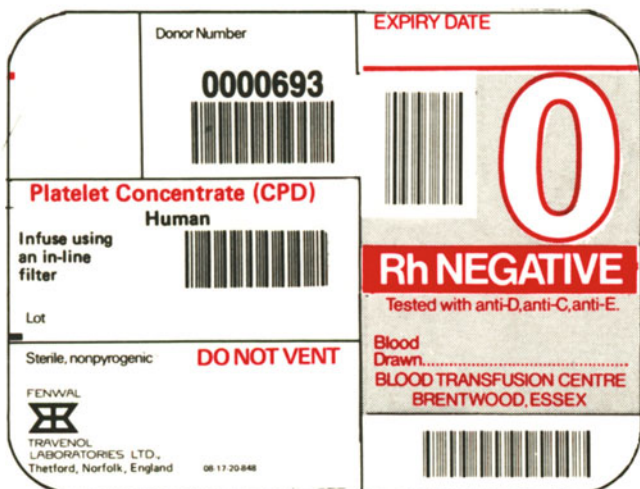 Donor Number
0000693
EXPIRY DATE
O
Platelet Concentrate (CPD)
Human
Infuse using
an in-line
filter
Lot
Rh NEGATIVE
Tested with anti-D, anti-C, anti-E.
Blood
Drawn
BLOOD TRANSFUSION CENTRE
BRENTWOOD, ESSEX
Sterile, nonpyrogenic
DO NOT VENT
FENWAL
TRAVENOL
LABORATORIES LTD.,
Thetford, Norfolk, England
08-17-20-848